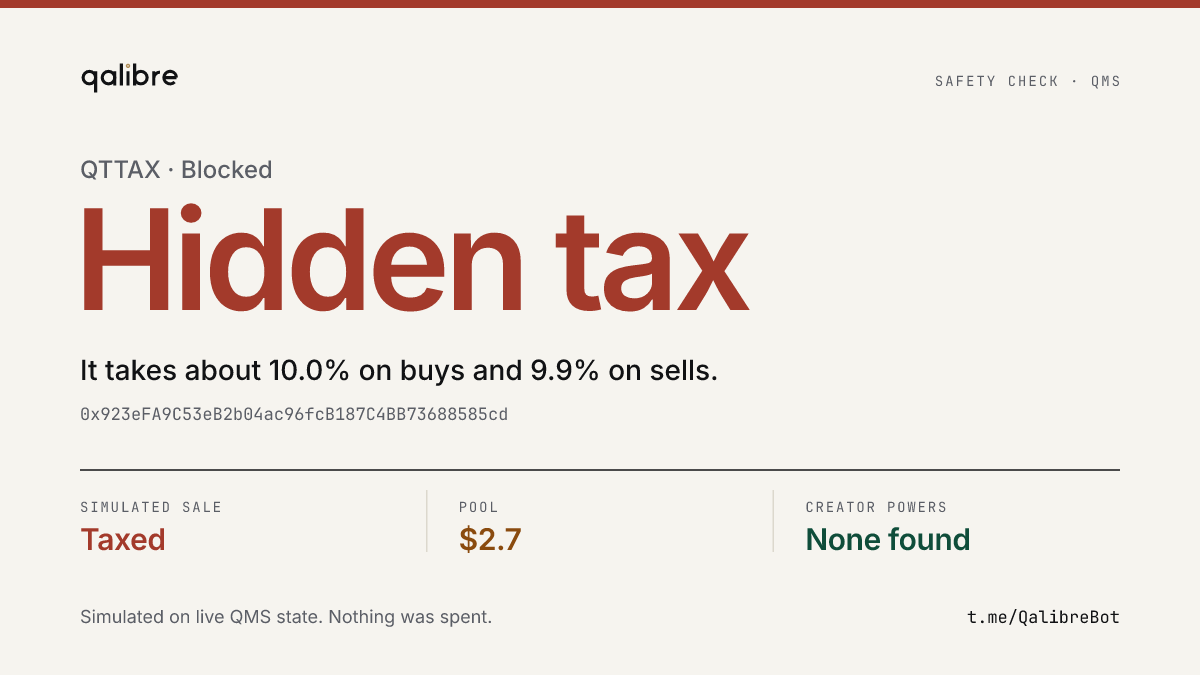 qalibre
SAFETY CHECK · QMS
QTTAX · Blocked
Hidden tax
It takes about 10.0% on buys and 9.9% on sells.
0x923eFA9C53eB2b04ac96fcB187C4BB73688585cd
SIMULATED SALE
Taxed
POOL
$2.7
CREATOR POWERS
None found
Simulated on live QMS state. Nothing was spent.
t.me/QalibreBot